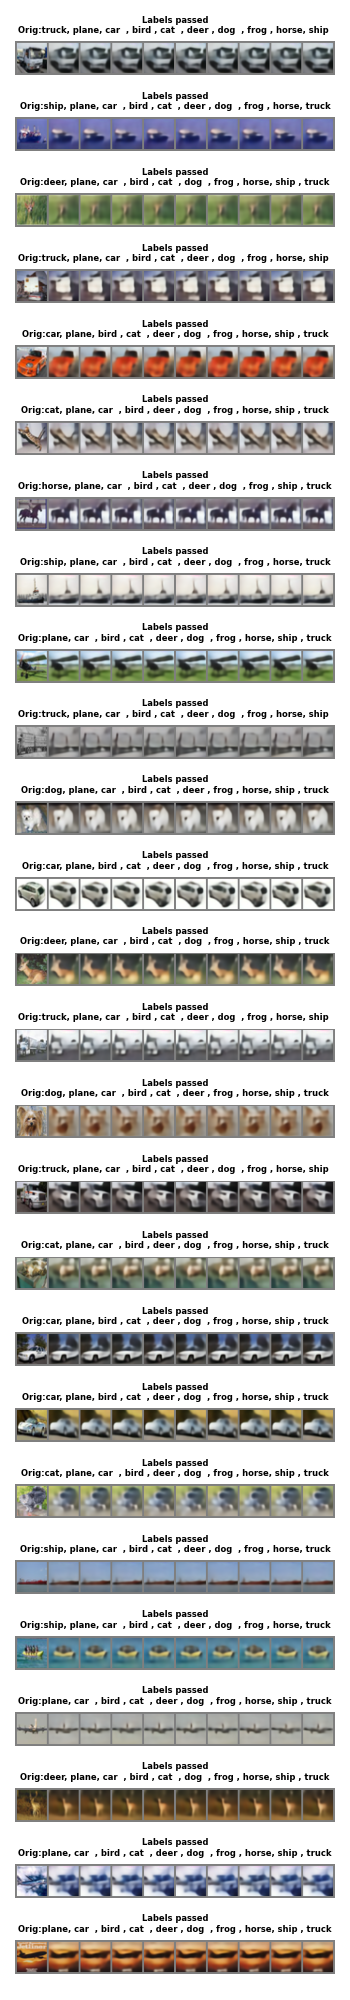 Labels passed
Orig:truck, plane, car , bird , cat , deer , dog , frog , horse, ship
Labels passed
Orig:ship, plane, car , bird , cat , deer , dog , frog , horse, truck
Labels passed
Orig:deer, plane, car , bird , cat , dog , frog , horse, ship , truck
Labels passed
Orig:truck, plane, car , bird , cat , deer , dog , frog , horse, ship
Labels passed
Orig:car, plane, bird , cat , deer , dog , frog , horse, ship , truck
Labels passed
Orig:cat, plane, car , bird , deer , dog , frog , horse, ship , truck
Labels passed
Orig:horse, plane, car , bird , cat , deer , dog , frog , ship , truck
Labels passed
Orig:ship, plane, car , bird , cat , deer , dog , frog , horse, truck
Labels passed
Orig:plane, car , bird , cat , deer , dog , frog , horse, ship , truck
Labels passed
Orig:truck, plane, car , bird , cat , deer , dog , frog , horse, ship
Labels passed
Orig:dog, plane, car , bird , cat , deer , frog , horse, ship , truck
Labels passed
Orig:car, plane, bird , cat , deer , dog , frog , horse, ship , truck
Labels passed
Orig:deer, plane, car , bird , cat , dog , frog , horse, ship , truck
Labels passed
Orig:truck, plane, car , bird , cat , deer , dog , frog , horse, ship
Labels passed
Orig:dog, plane, car , bird , cat , deer , frog , horse, ship , truck
Labels passed
Orig:truck, plane, car , bird , cat , deer , dog , frog , horse, ship
Labels passed
Orig:cat, plane, car , bird , deer , dog , frog , horse, ship , truck
Labels passed
Orig:car, plane, bird , cat , deer , dog , frog , horse, ship , truck
Labels passed
Orig:car, plane, bird , cat , deer , dog , frog , horse, ship , truck
Labels passed
Orig:cat, plane, car , bird , deer , dog , frog , horse, ship , truck
Labels passed
Orig:ship, plane, car , bird , cat , deer , dog , frog , horse, truck
Labels passed
Orig:ship, plane, car , bird , cat , deer , dog , frog , horse, truck
Labels passed
Orig:plane, car , bird , cat , deer , dog , frog , horse, ship , truck
Labels passed
Orig:deer, plane, car , bird , cat , dog , frog , horse, ship , truck
Labels passed
Orig:plane, car , bird , cat , deer , dog , frog , horse, ship , truck
Labels passed
Orig:plane, car , bird , cat , deer , dog , frog , horse, ship , truck